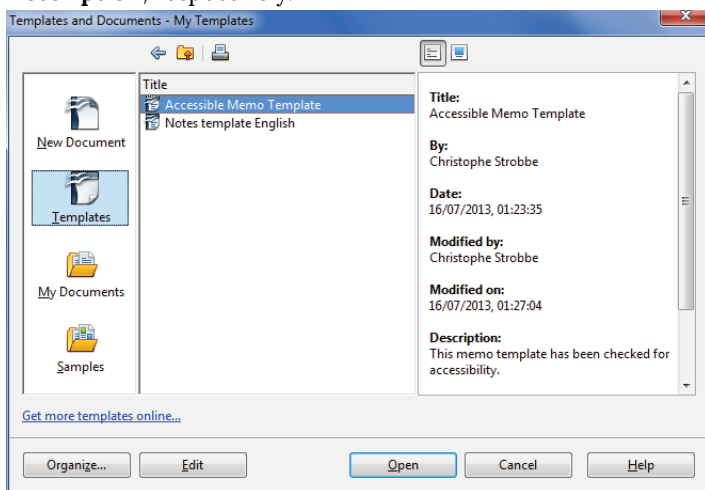 Templates and Documents - My Templates
New Document
Templates
My Documents
Samples
Title
Accessible Memo Template
Notes template English
Title:
Accessible Memo Template
By:
Christophe Strobbe
Date:
16/07/2013, 01:23:35
Modified by:
Christophe Strobbe
Modified on:
16/07/2013, 01:27:04
Description:
This memo template has been checked for
accessibility.
Get more templates online...
Organize...
Edit
Open
Cancel
Help